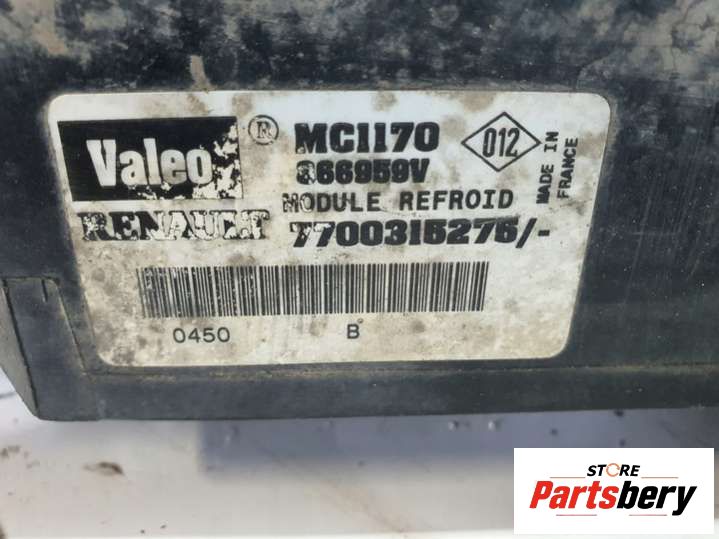 Valeo ® MC1170 012
866959V
MODULE REFROID
RENAULT 7700315275/-
MADE IN FRANCE
0450 B
STORE
Partsbery